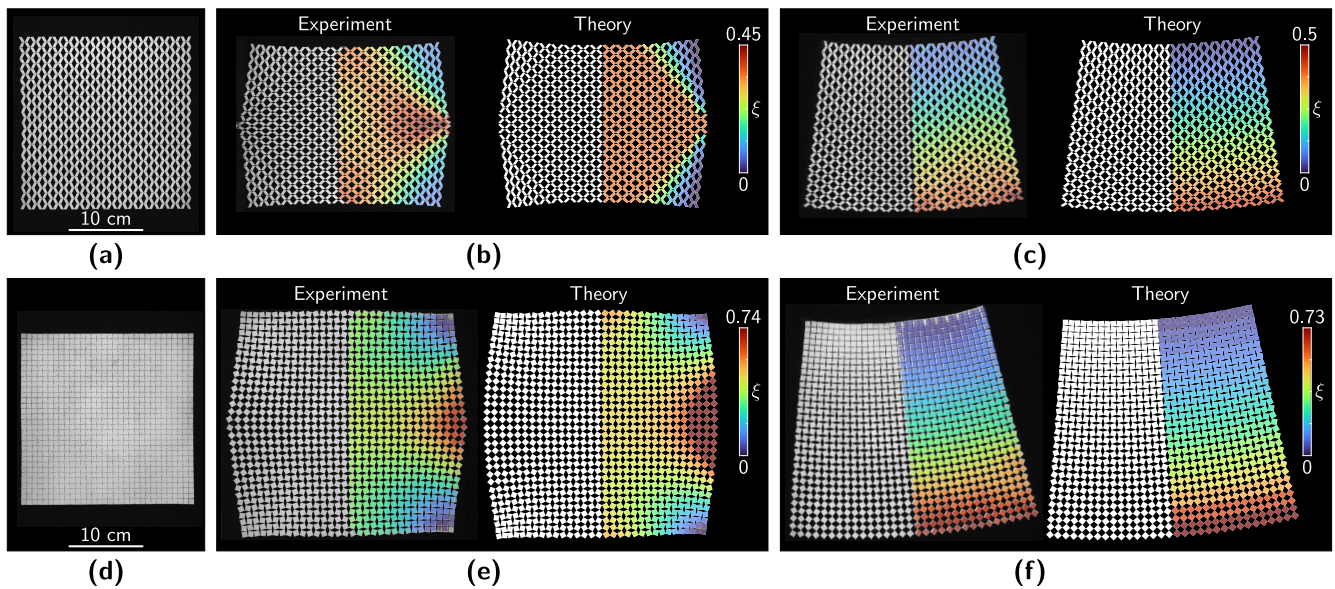 10 cm
(a)
Experiment Theory
0.45
ξ
0
(b)
Experiment Theory
0.5
ξ
0
(c)
10 cm
(d)
Experiment Theory
0.74
ξ
0
(e)
Experiment Theory
0.73
ξ
0
(f)